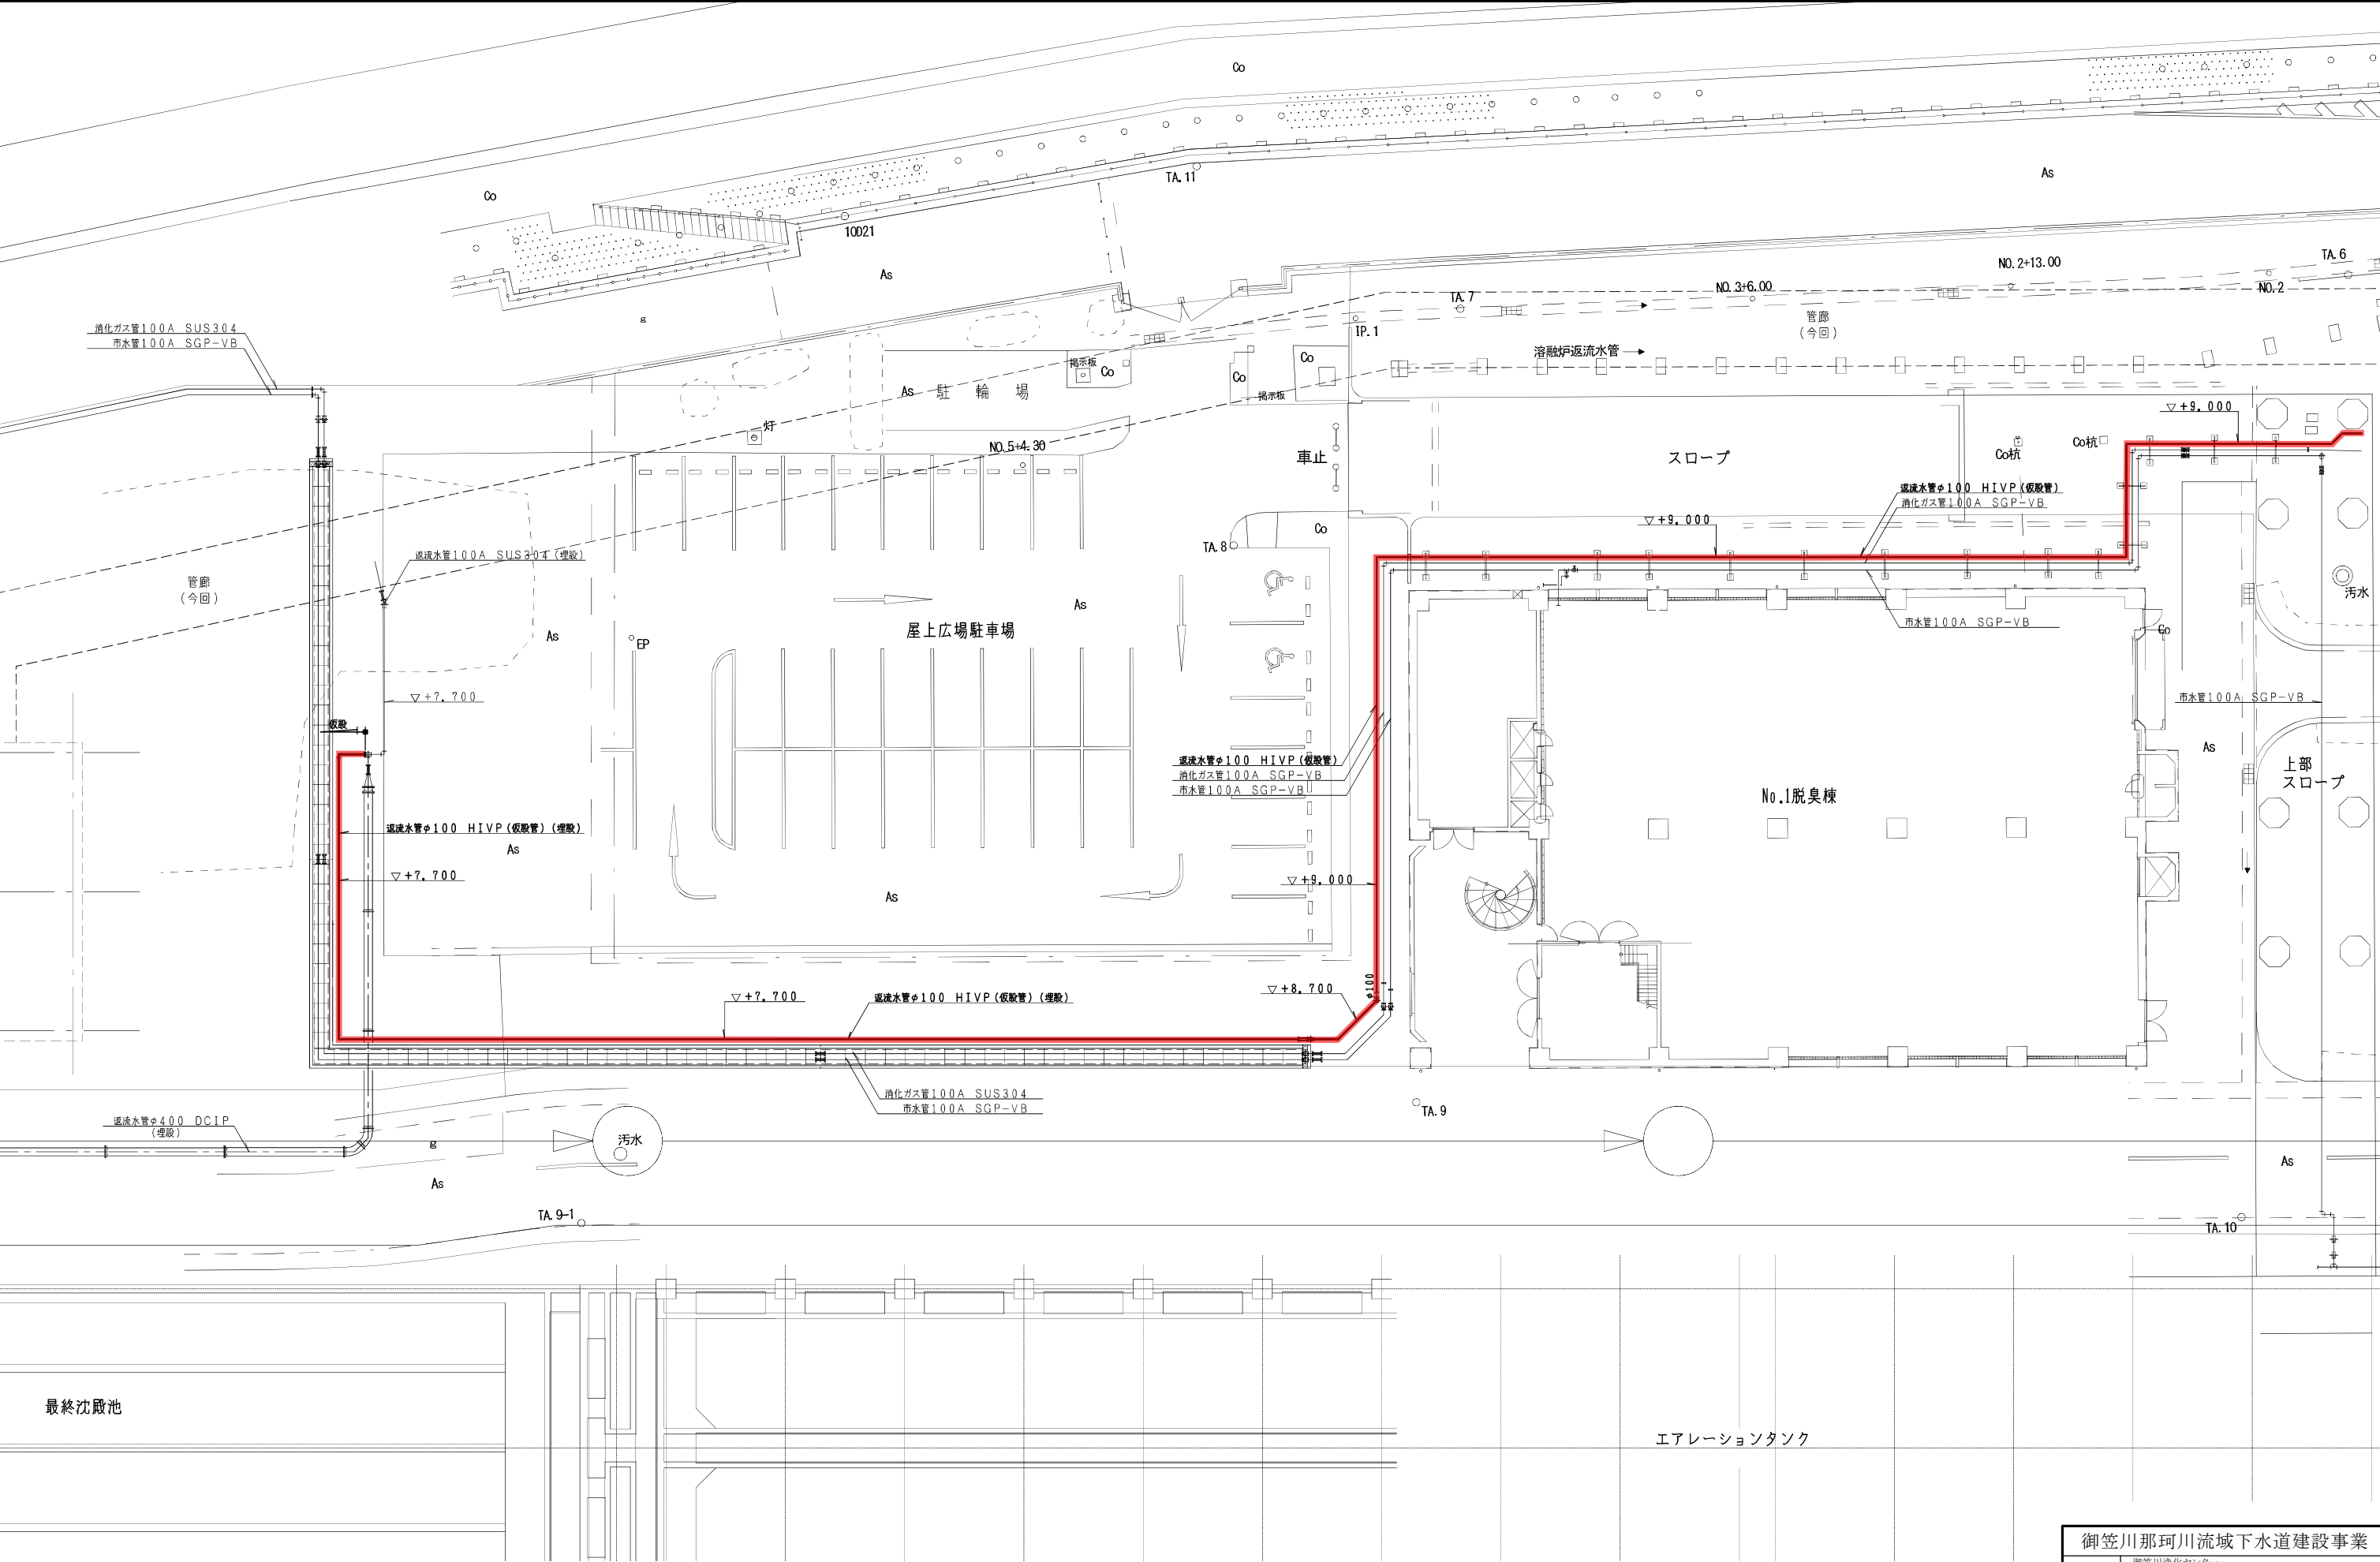 Co
TA.11
As
Co
10D21
As
TA.6
NO.2+13.00
NO.2
NO.3+6.00
TA.7
g
IP.1
管廊
(今回)
消化ガス管100A SUS304
市水管100A SGP-VB
溶融炉返流水管
掲示板
Co
Co
Co
掲示板
As 駐輪場
灯
▽+9.000
NO.5+4.30
車止
スロープ
Co杭
Co杭
返流水管φ100 HIVP(仮設管)
消化ガス管100A SGP-VB
▽+9.000
Co
TA.8
返流水管100A SUS304(埋設)
管廊
(今回)
As
As
屋上広場駐車場
EP
汚水
市水管100A SGP-VB
Co
▽+7.700
市水管100A SGP-VB
仮設
As
返流水管φ100 HIVP(仮設管)
消化ガス管100A SGP-VB
市水管100A SGP-VB
上部
スロープ
No.1脱臭棟
返流水管φ100 HIVP(仮設管)(埋設)
As
▽+7.700
▽+9.000
As
φ100
▽+8.700
▽+7.700
返流水管φ100 HIVP(仮設管)(埋設)
消化ガス管100A SUS304
市水管100A SGP-VB
TA.9
返流水管φ400 DCIP
(埋設)
g
汚水
As
As
TA.9-1
TA.10
最終沈殿池
エアレーションタンク
御笠川那珂川流域下水道建設事業